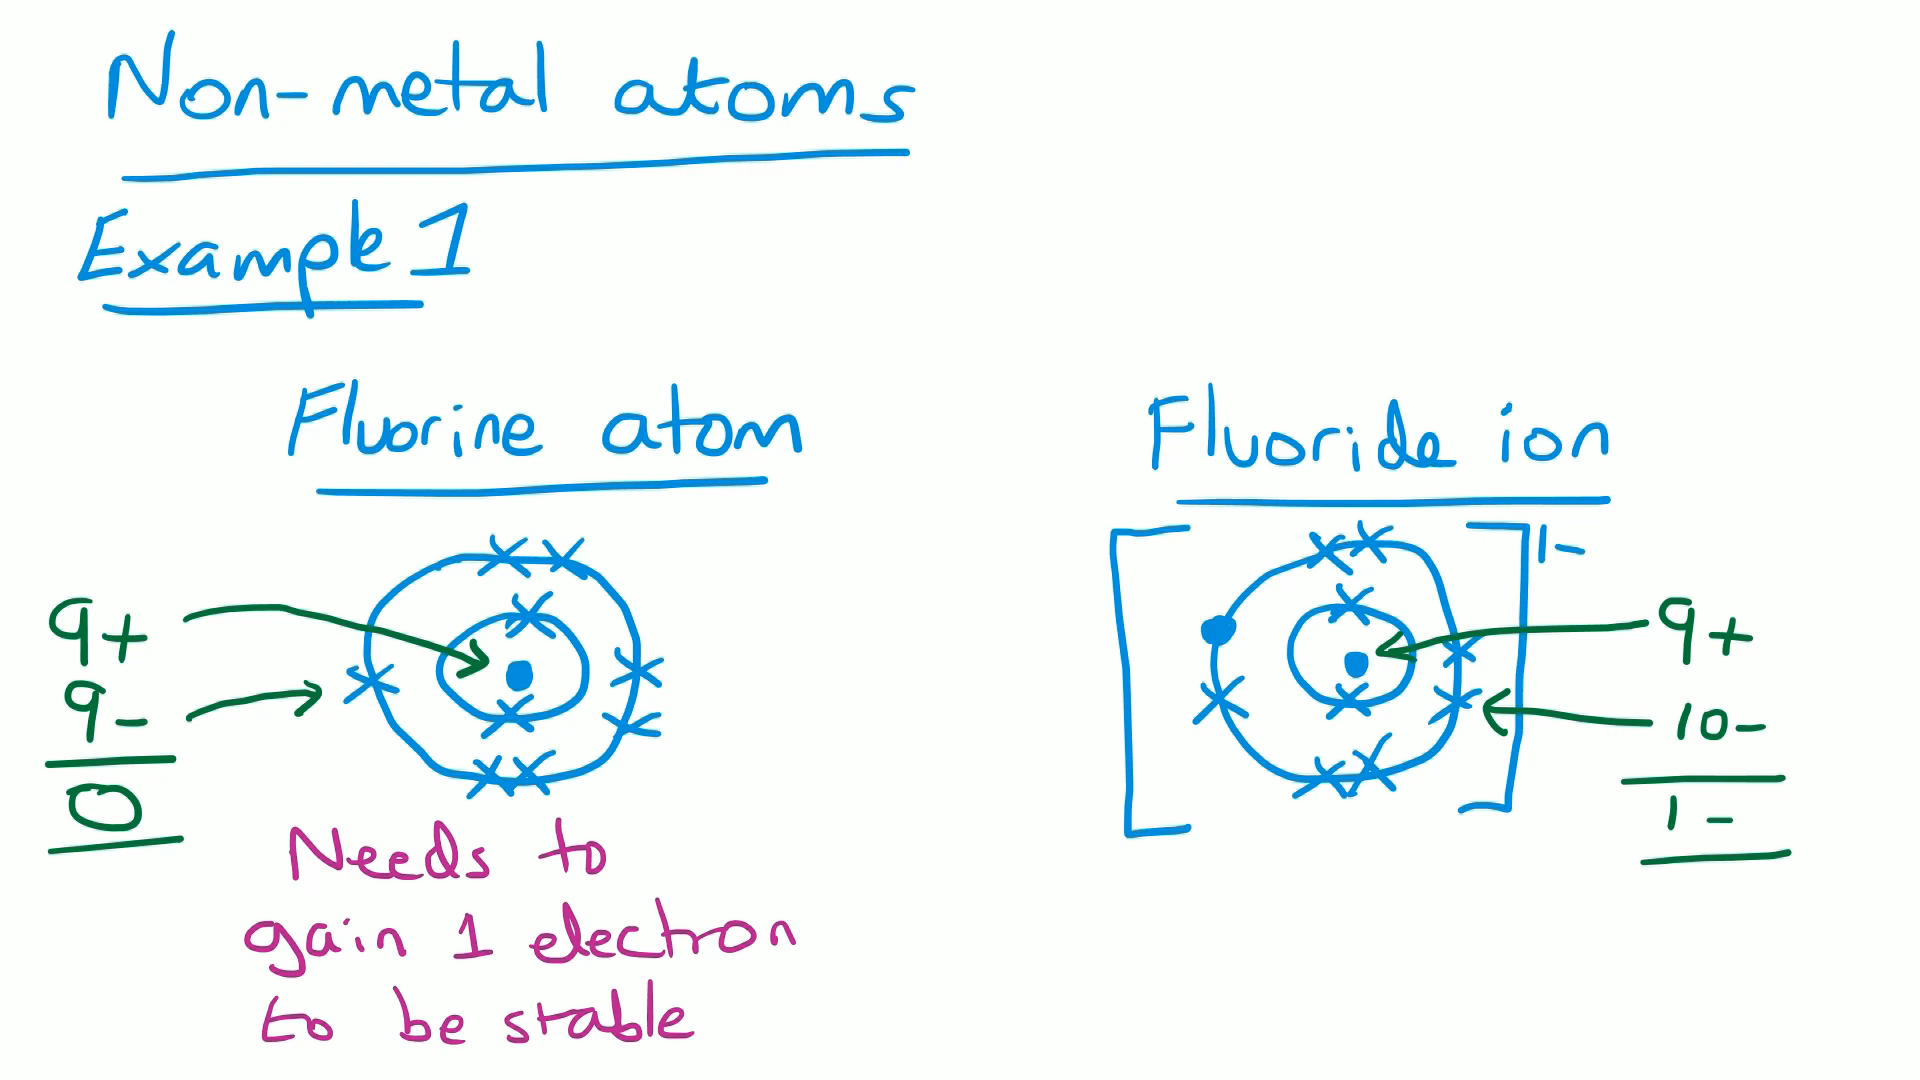 Non-metal atoms
Example 1
Fluorine atom
9+
9-
0
Needs to
gain 1 electron
to be stable
Fluoride ion
1-
9+
10-
1-